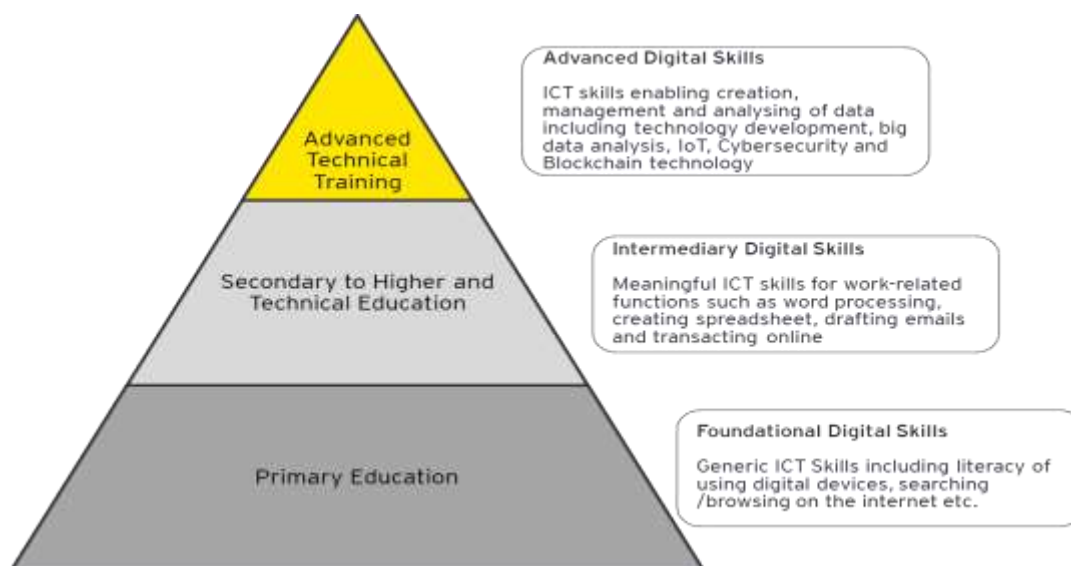 Advanced
Technical
Training
Advanced Digital Skills
ICT skills enabling creation,
management and analysing of data
including technology development, big
data analysis, IoT, Cybersecurity and
Blockchain technology
Secondary to Higher and
Technical Education
Intermediary Digital Skills
Meaningful ICT skills for work-related
functions such as word processing,
creating spreadsheet, drafting emails
and transacting online
Primary Education
Foundational Digital Skills
Generic ICT Skills including literacy of
using digital devices, searching
/browsing on the internet etc.